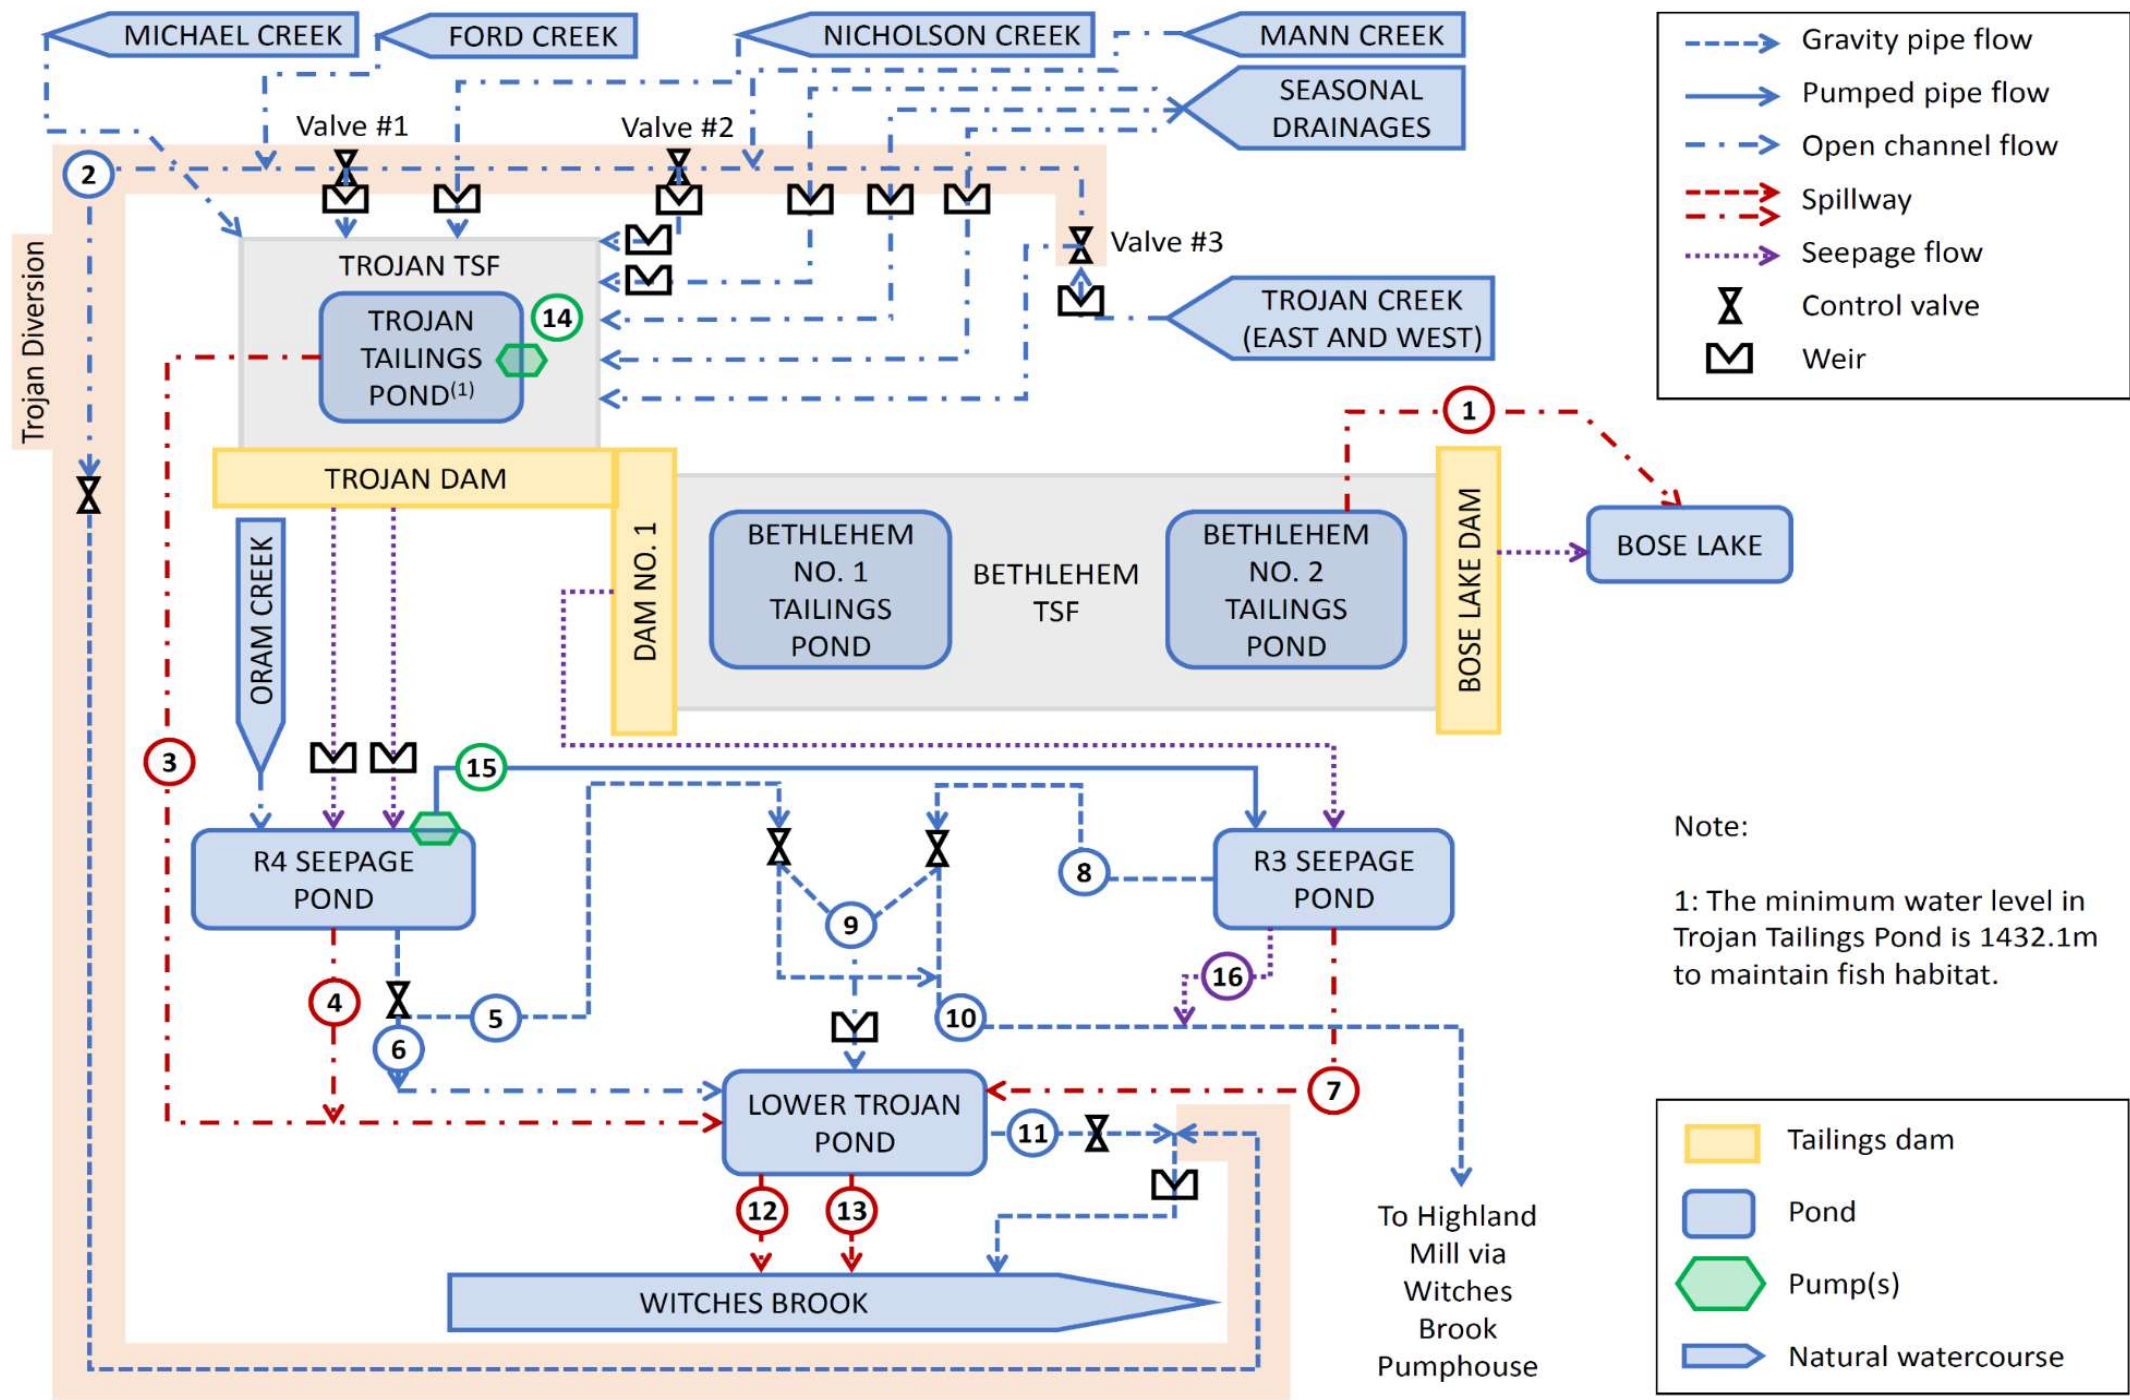 MICHAEL CREEK
FORD CREEK
NICHOLSON CREEK
MANN CREEK
SEASONAL
DRAINAGES
Valve #1
Valve #2
2
Trojan Diversion
TROJAN TSF
TROJAN
TAILINGS
POND(1)
14
Valve #3
TROJAN CREEK
(EAST AND WEST)
Gravity pipe flow
Pumped pipe flow
Open channel flow
Spillway
Seepage flow
Control valve
Weir
1
TROJAN DAM
DAM NO. 1
BETHLEHEM
NO. 1
TAILINGS
POND
BETHLEHEM
TSF
BETHLEHEM
NO. 2
TAILINGS
POND
BOSE LAKE DAM
BOSE LAKE
ORAM CREEK
3
15
R4 SEEPAGE
POND
8
9
R3 SEEPAGE
POND
16
4
5
6
10
7
LOWER TROJAN
POND
11
12
13
WITCHES BROOK
To Highland
Mill via
Witches
Brook
Pumphouse
Note:
1: The minimum water level in
Trojan Tailings Pond is 1432.1m
to maintain fish habitat.
Tailings dam
Pond
Pump(s)
Natural watercourse